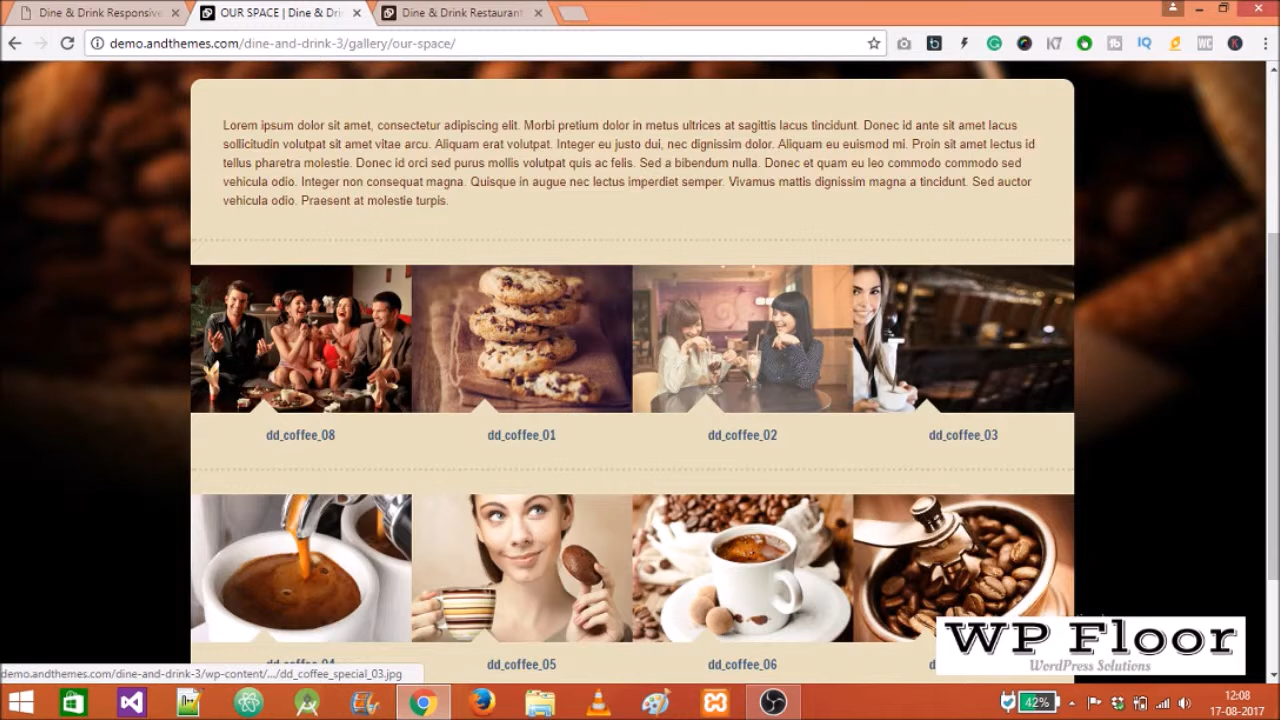 Dine & Drink Responsive
OUR SPACE | Dine & Dri
Dine & Drink Restaurant
demo.andthemes.com/dine-and-drink-3/gallery/our-space/
Lorem ipsum dolor sit amet, consectetur adipiscing elit. Morbi pretium dolor in metus ultrices at sagittis lacus tincidunt. Donec id ante sit amet lacus
sollicitudin volutpat sit amet vitae arcu. Aliquam erat volutpat. Integer eu justo dui, nec dignissim dolor. Aliquam eu euismod mi. Proin sit amet lectus id
tellus pharetra molestie. Donec id orci sed purus mollis volutpat quis ac felis. Sed a bibendum nulla. Donec et quam eu leo commodo commodo sed
vehicula odio. Integer non consequat magna. Quisque in augue nec lectus imperdiet semper. Vivamus mattis dignissim magna a tincidunt. Sed auctor
vehicula odio. Praesent at molestie turpis.
dd_coffee_08 dd_coffee_01 dd_coffee_02 dd_coffee_03
dd_coffee_04 dd_coffee_05 dd_coffee_06
WP Floor
WordPress Solutions
demo.andthemes.com/dine-and-drink-3/wp-content/.../dd_coffee_special_03.jpg
42%
12:08
17-08-2017